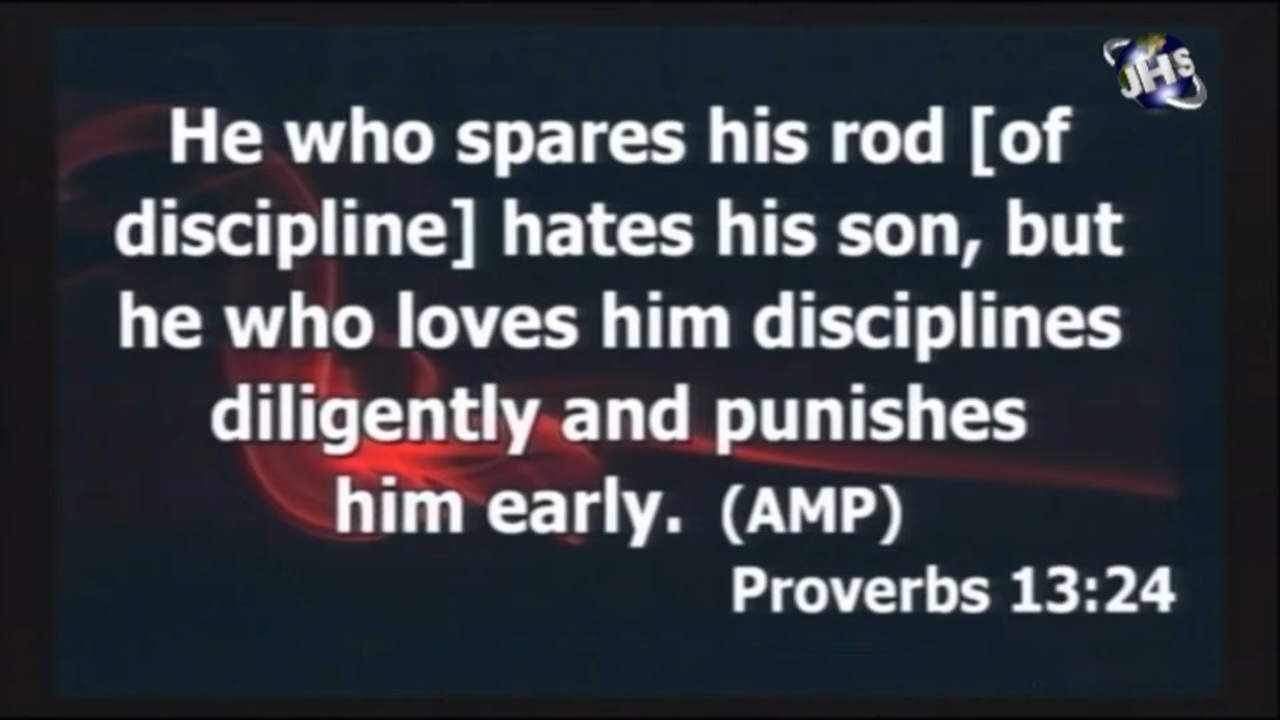 JHS
He who spares his rod [of
discipline] hates his son, but
he who loves him disciplines
diligently and punishes
him early. (AMP)
Proverbs 13:24